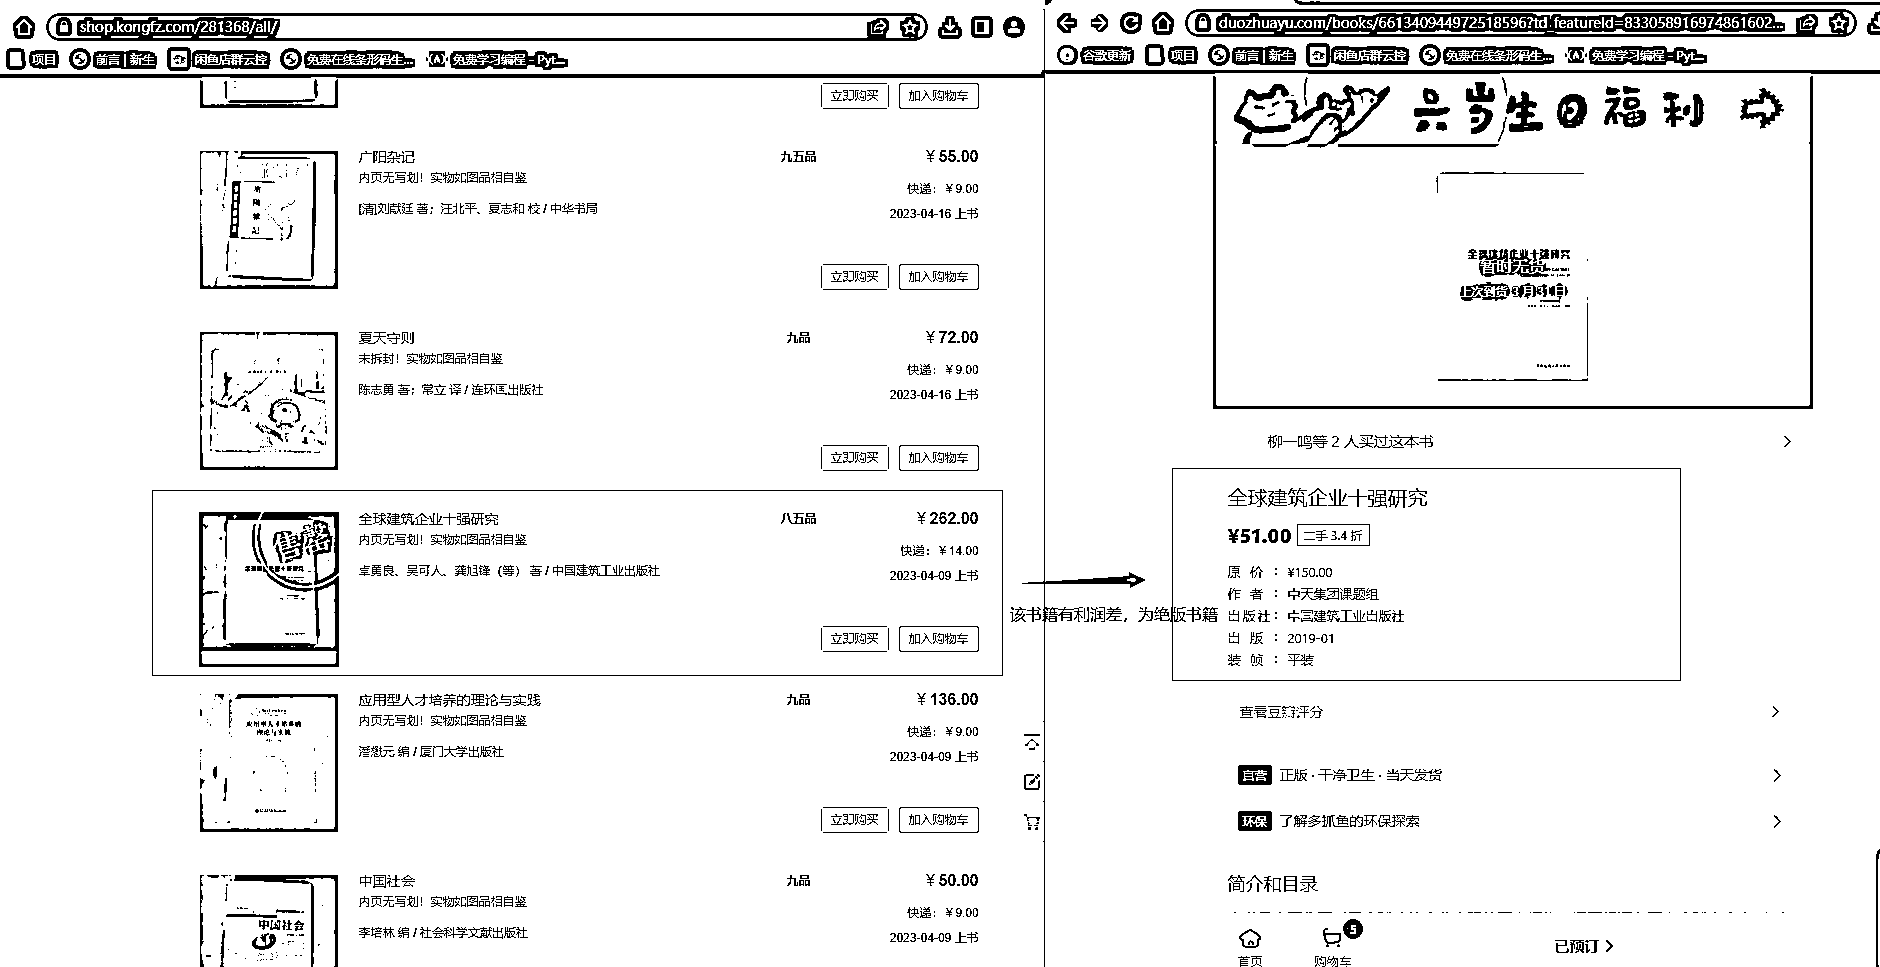 shop.kongfz.com/281368/all/
项目
前言 | 新生
闲鱼店群云控
免费在线条形码生...
免费学习编程 - Pyt...
立即购买
加入购物车
广阳杂记
九五品
¥ 55.00
内页无写划！实物如图品相自鉴
快递：¥ 9.00
[清]刘献廷 著；汪北平、夏志和 校 / 中华书局
2023-04-16 上书
立即购买
加入购物车
夏天守则
九品
¥ 72.00
未拆封！实物如图品相自鉴
快递：¥ 9.00
陈志勇 著；常立 译 / 连环画出版社
2023-04-16 上书
立即购买
加入购物车
售罄
全球建筑企业十强研究
八五品
¥ 262.00
内页无写划！实物如图品相自鉴
快递：¥ 14.00
卓勇良、吴可人、龚旭锋（等） 著 / 中国建筑工业出版社
2023-04-09 上书
立即购买
加入购物车
应用型人才培养的理论与实践
九品
¥ 136.00
内页无写划！实物如图品相自鉴
快递：¥ 9.00
潘懋元 编 / 厦门大学出版社
2023-04-09 上书
立即购买
加入购物车
中国社会
中国社会
九品
¥ 50.00
内页无写划！实物如图品相自鉴
快递：¥ 9.00
李培林 编 / 社会科学文献出版社
2023-04-09 上书
该书籍有利润差，为绝版书籍
duozhuayu.com/books/661340944972518596?td_featureId=833058916974861602...
谷歌更新
项目
前言 | 新生
闲鱼店群云控
免费在线条形码生...
免费学习编程 - Pyt...
六岁生日福利
全球建筑企业十强研究
暂时无货
上次到货 3 月 31 日
柳一鸣等 2 人买过这本书
全球建筑企业十强研究
¥51.00 二手 3.4 折
原 价 ： ¥150.00
作 者 ： 中天集团课题组
出版社： 中国建筑工业出版社
出 版 ： 2019-01
装 帧 ： 平装
查看豆瓣评分
直营 正版 · 干净卫生 · 当天发货
环保 了解多抓鱼的环保探索
简介和目录
首页
购物车
5
已预订